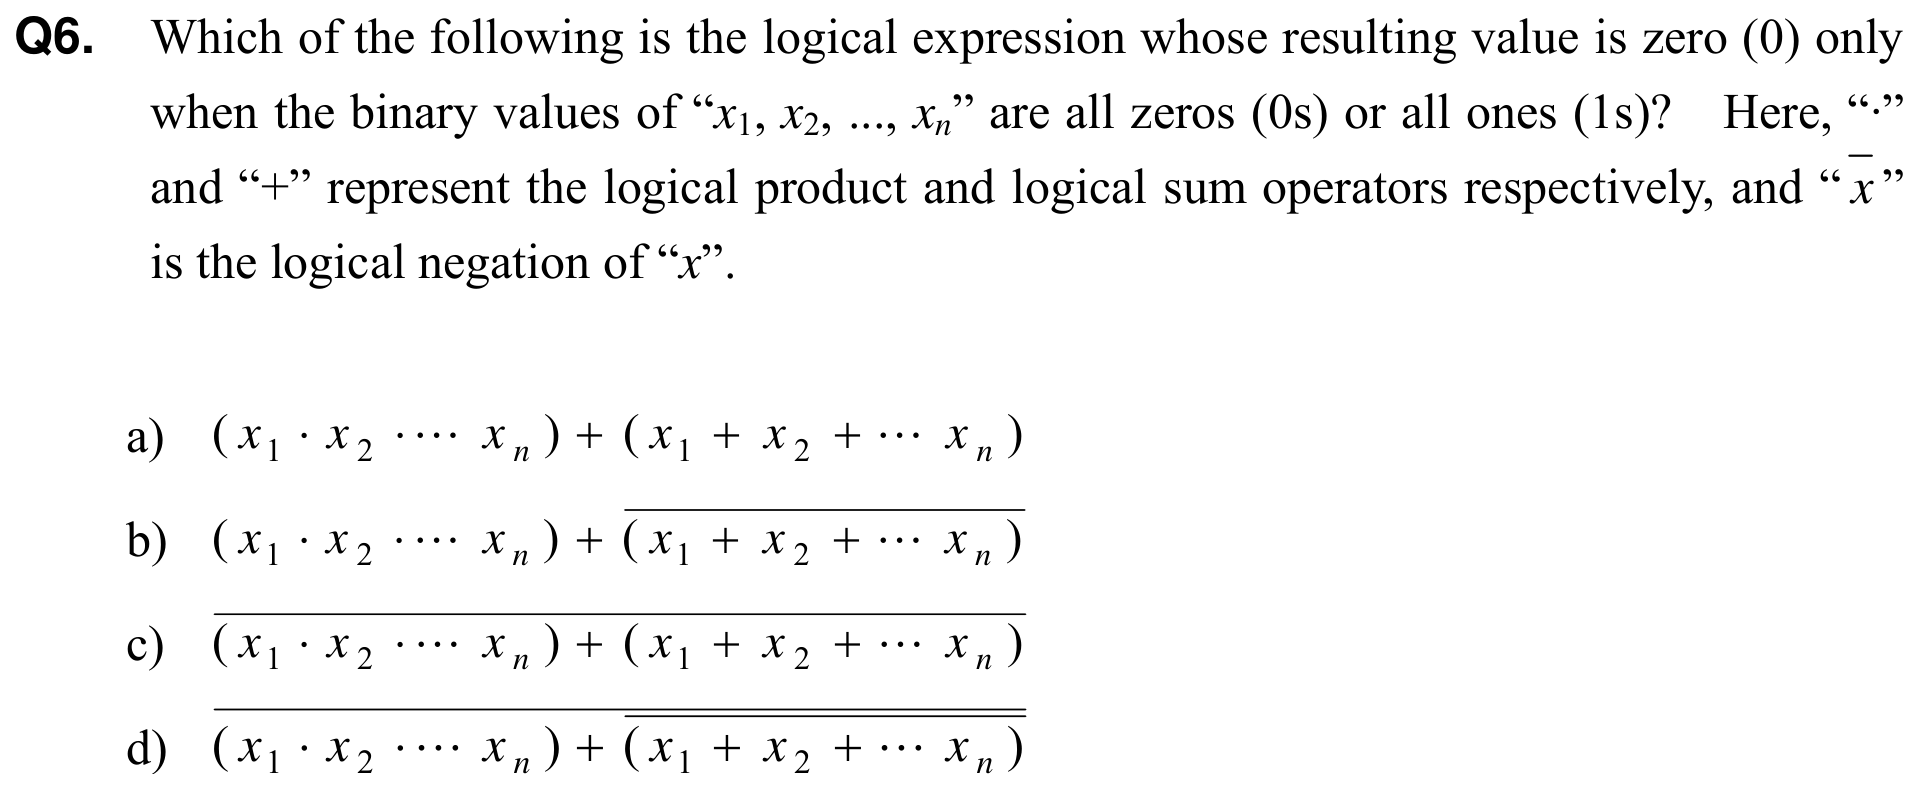 Q6. Which of the following is the logical expression whose resulting value is zero (0) only
when the binary values of “x₁, x₂, ..., xₙ” are all zeros (0s) or all ones (1s)? Here, “·”
and “+” represent the logical product and logical sum operators respectively, and “x̅”
is the logical negation of “x”.
a) $(x_1 \cdot x_2 \cdot \cdots x_n) + (x_1 + x_2 + \cdots x_n)$
b) $(x_1 \cdot x_2 \cdot \cdots x_n) + \overline{(x_1 + x_2 + \cdots x_n)}$
c) $\overline{(x_1 \cdot x_2 \cdot \cdots x_n) + (x_1 + x_2 + \cdots x_n)}$
d) $\overline{(x_1 \cdot x_2 \cdot \cdots x_n) + \overline{(x_1 + x_2 + \cdots x_n)}}$